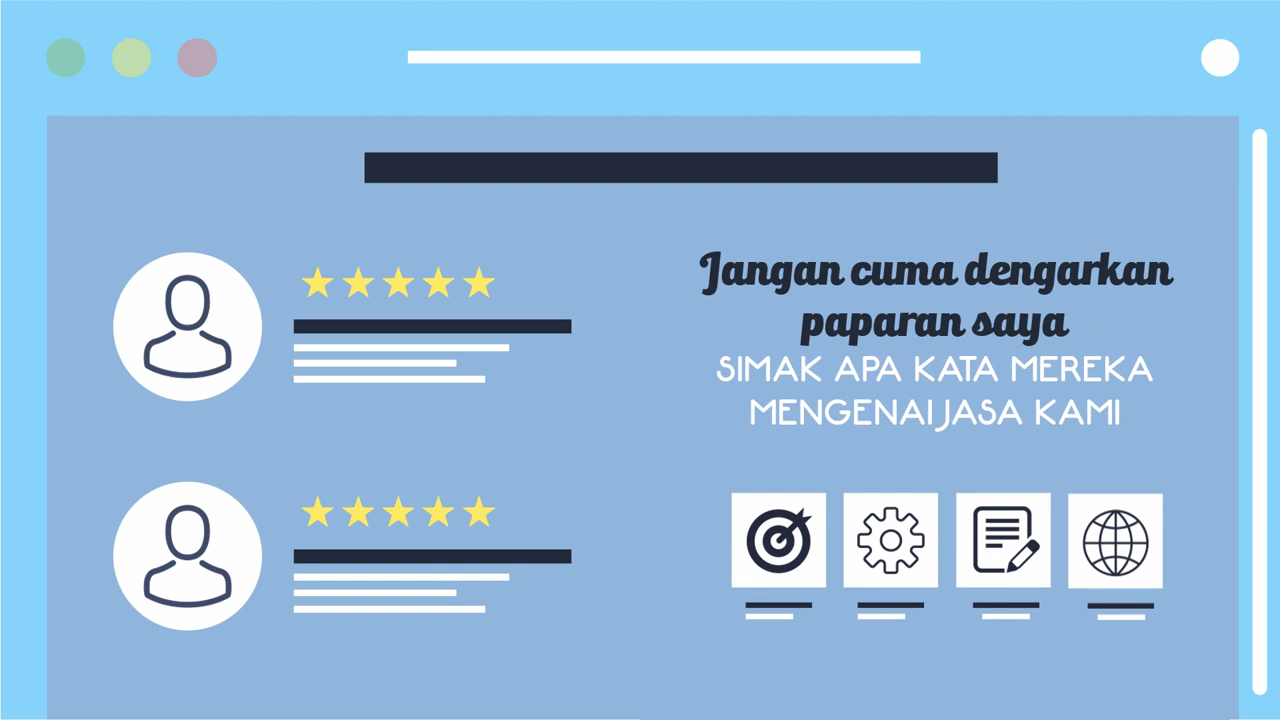 Jangan cuma dengarkan
paparan saya
SIMAK APA KATA MEREKA
MENGENAI JASA KAMI